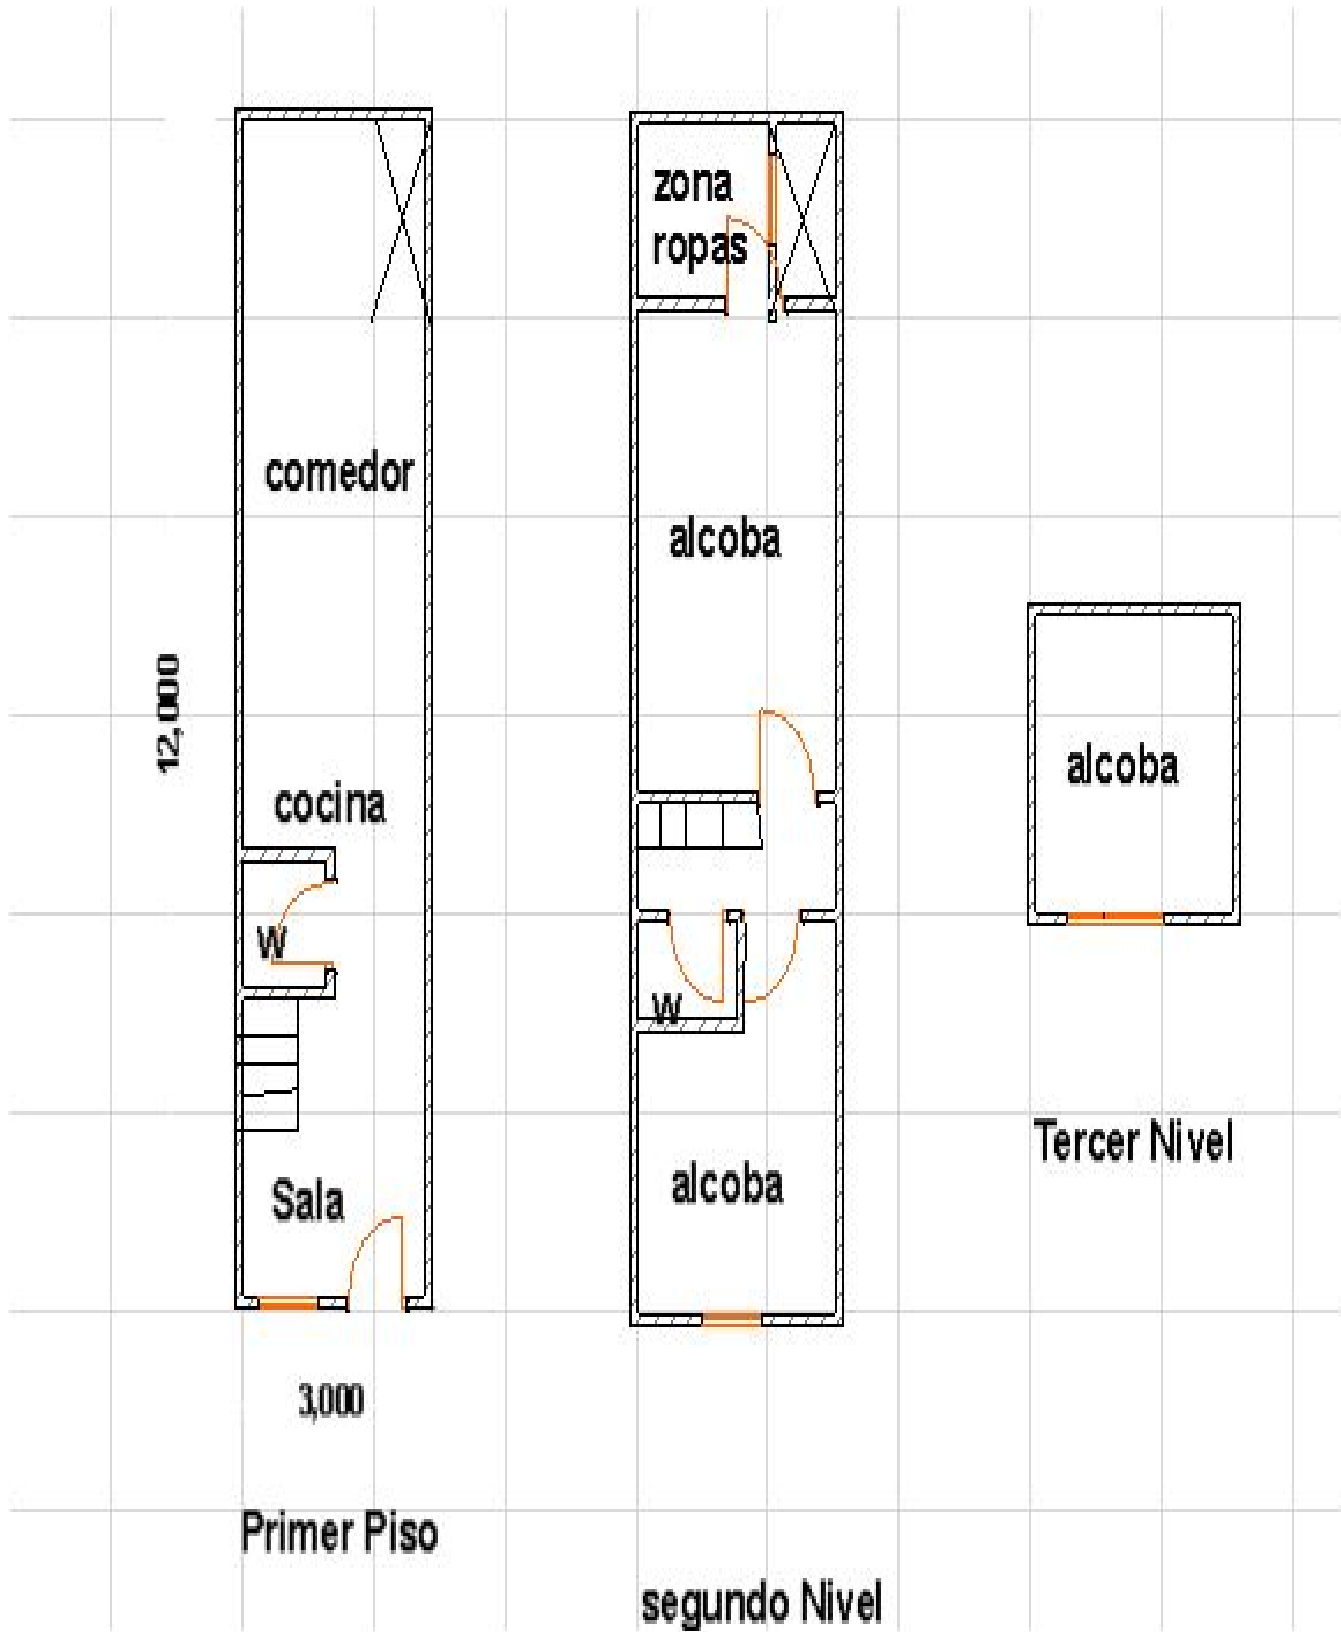 comedor
12,000
cocina
W
Sala
3,000
Primer Piso
zona
ropas
alcoba
W
alcoba
segundo Nivel
alcoba
Tercer Nivel